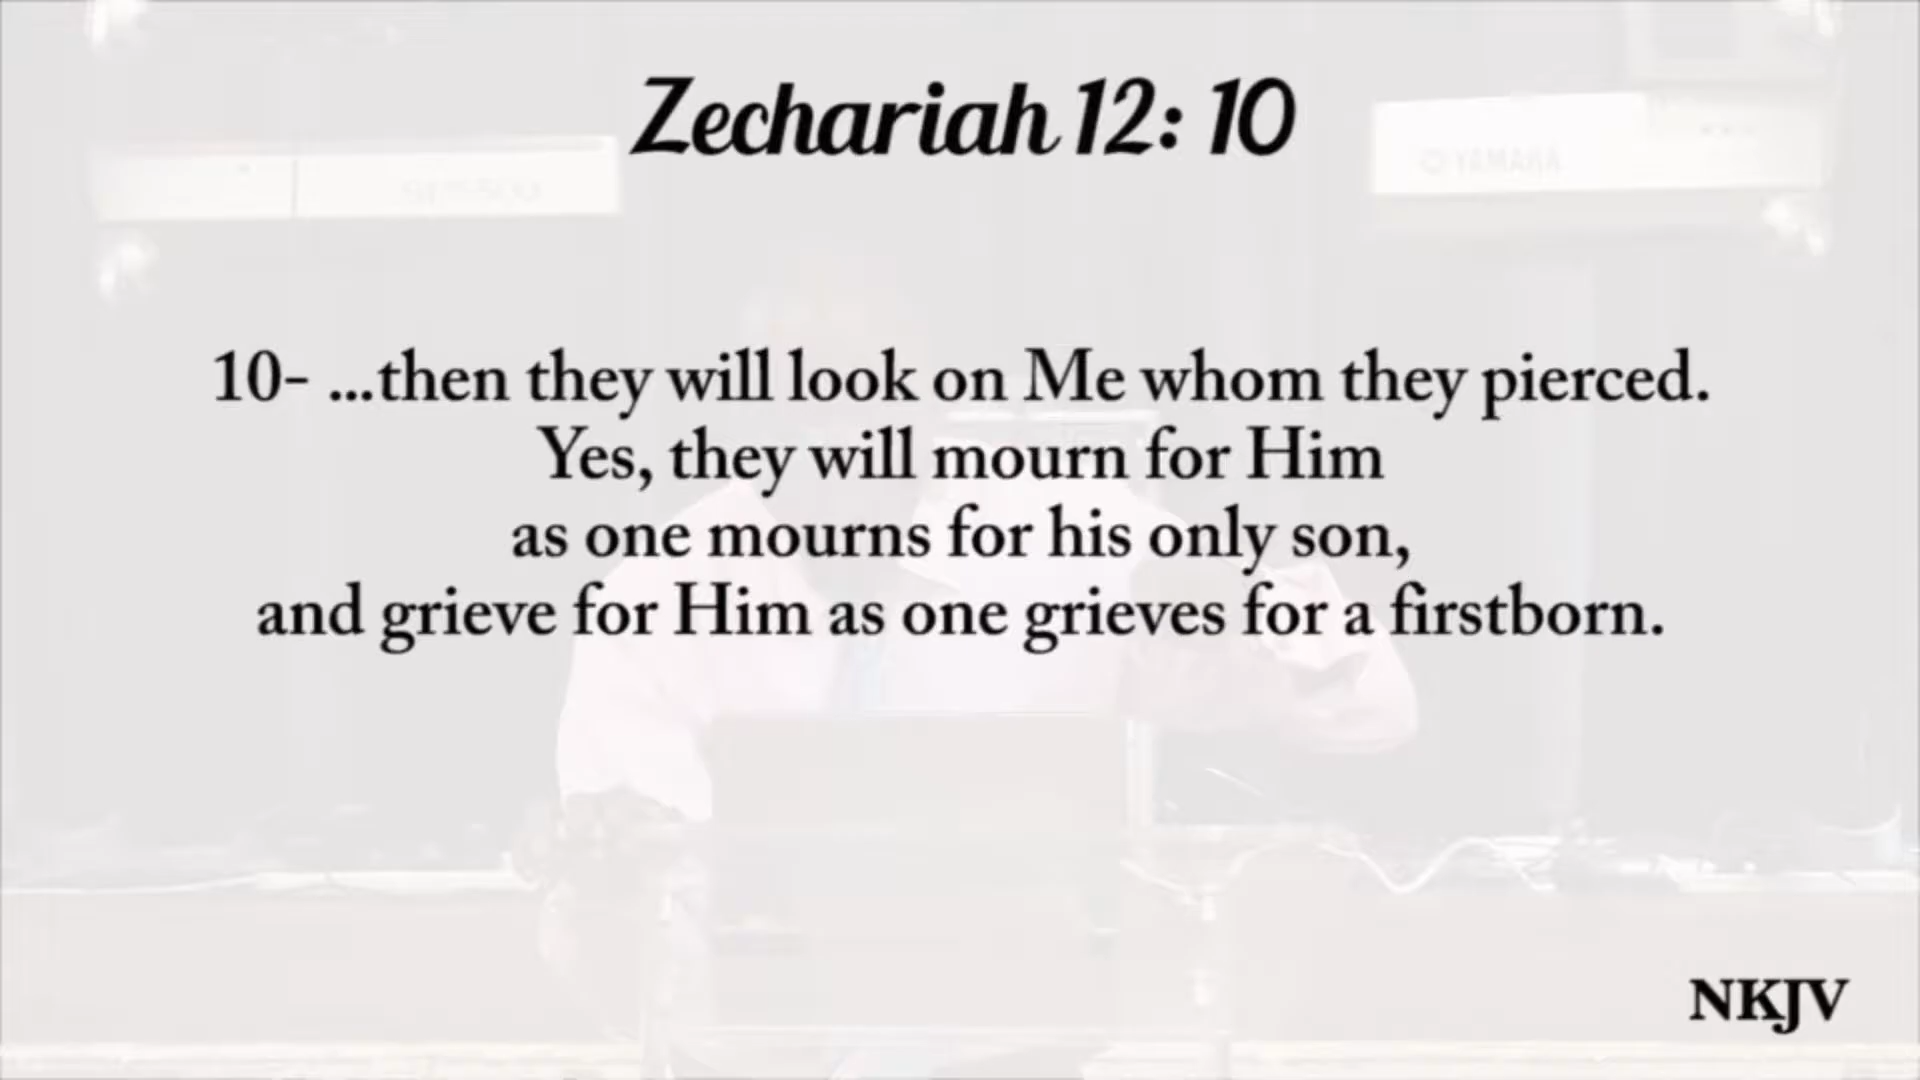 Zechariah 12: 10
YAMAHA
10- ...then they will look on Me whom they pierced.
Yes, they will mourn for Him
as one mourns for his only son,
and grieve for Him as one grieves for a firstborn.
NKJV